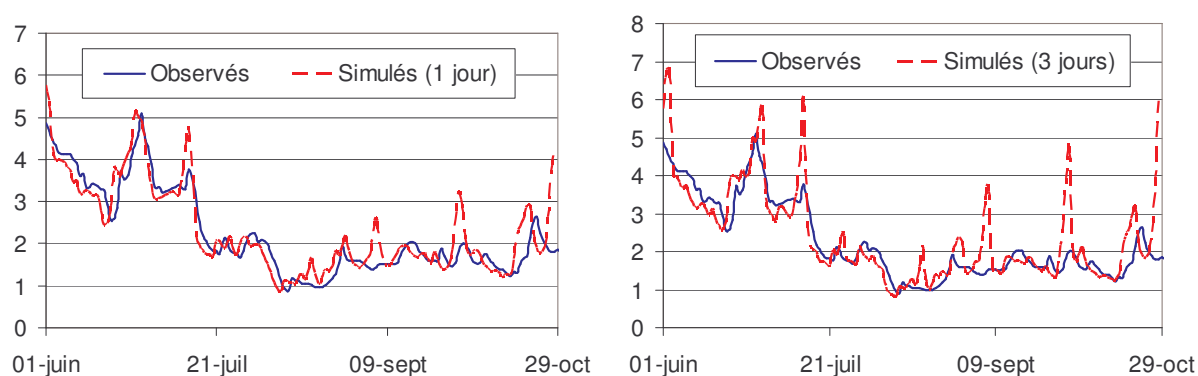 7
6
5
4
3
2
1
0
Observés
Simulés (1 jour)
01-juin
21-juil
09-sept
29-oct
8
7
6
5
4
3
2
1
0
Observés
Simulés (3 jours)
01-juin
21-juil
09-sept
29-oct